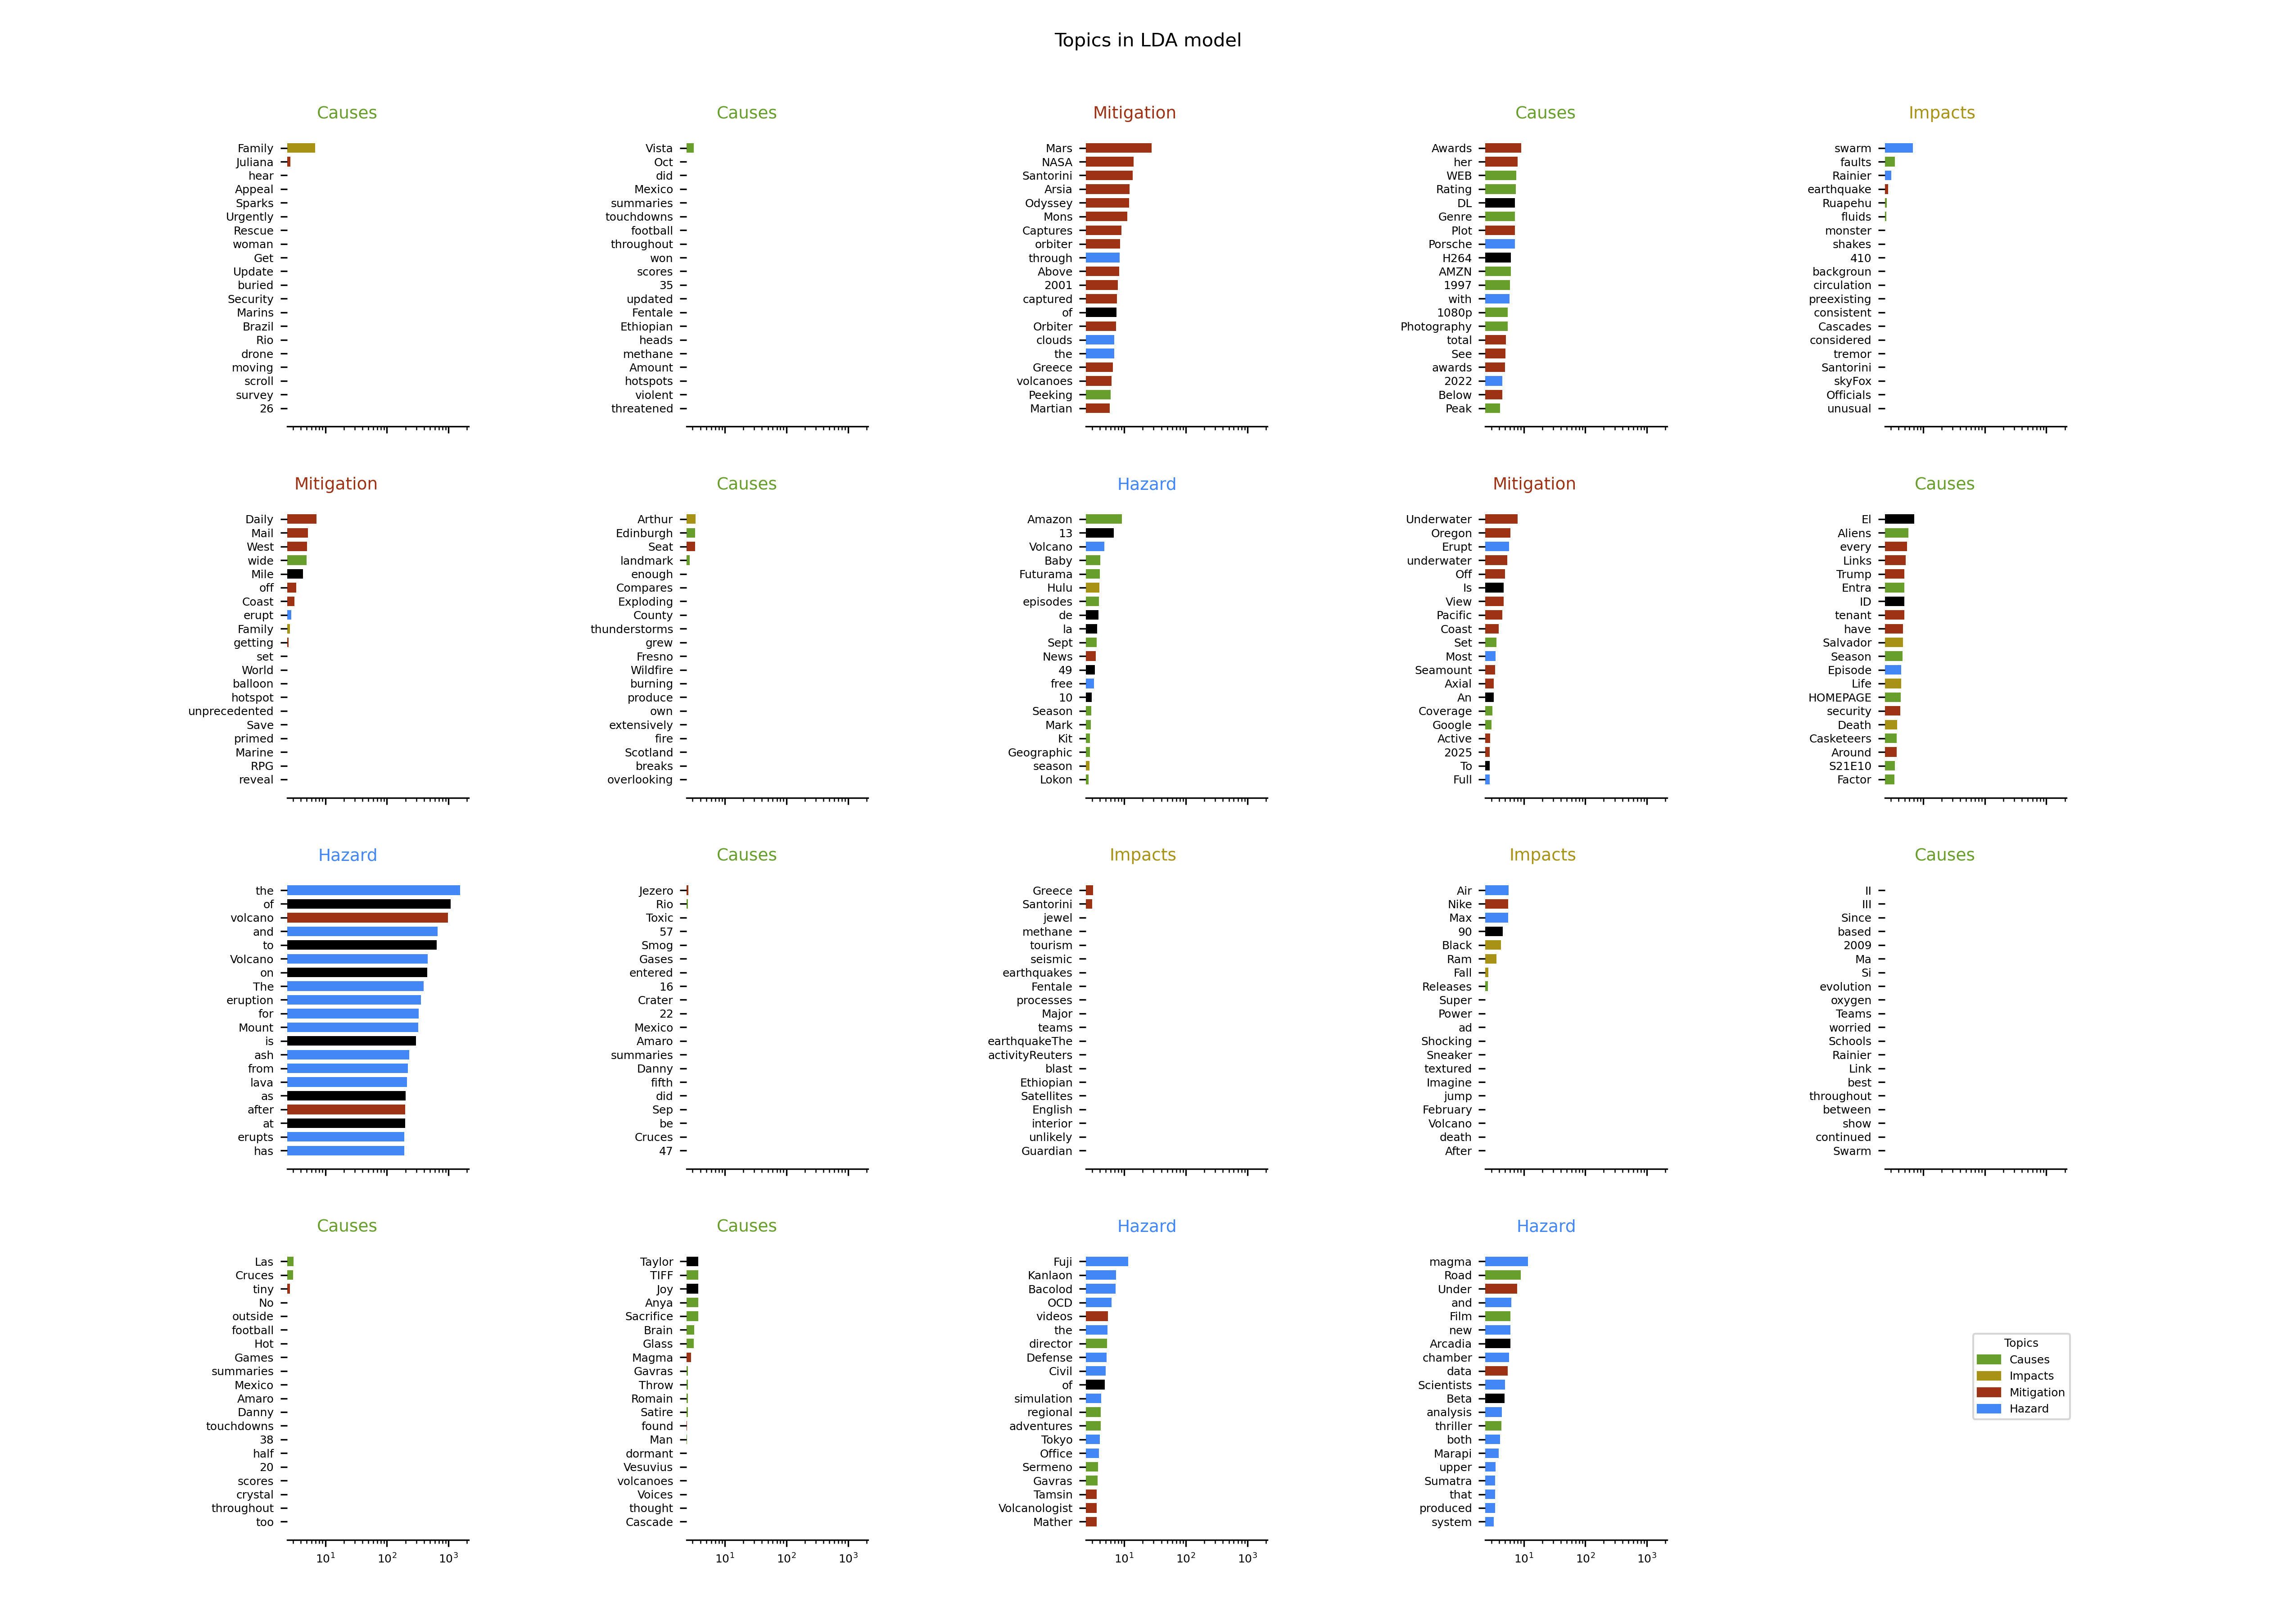 Topics in LDA model
Causes
Family
Juliana
hear
Appeal
Sparks
Urgently
Rescue
woman
Get
Update
buried
Security
Marins
Brazil
Rio
drone
moving
scroll
survey
26
Causes
Vista
Oct
did
Mexico
summaries
touchdowns
football
throughout
won
scores
35
updated
Fentale
Ethiopian
heads
methane
Amount
hotspots
violent
threatened
Mitigation
Mars
NASA
Santorini
Arsia
Odyssey
Mons
Captures
orbiter
through
Above
2001
captured
of
Orbiter
clouds
the
Greece
volcanoes
Peeking
Martian
Causes
Awards
her
WEB
Rating
DL
Genre
Plot
Porsche
H264
AMZN
1997
with
1080p
Photography
total
See
awards
2022
Below
Peak
Impacts
swarm
faults
Rainier
earthquake
Ruapehu
fluids
monster
shakes
410
backgroun
circulation
preexisting
consistent
Cascades
considered
tremor
Santorini
skyFox
Officials
unusual
Mitigation
Daily
Mail
West
wide
Mile
off
Coast
erupt
Family
getting
set
World
balloon
hotspot
unprecedented
Save
primed
Marine
RPG
reveal
Causes
Arthur
Edinburgh
Seat
landmark
enough
Compares
Exploding
County
thunderstorms
grew
Fresno
Wildfire
burning
produce
own
extensively
fire
Scotland
breaks
overlooking
Hazard
Amazon
13
Volcano
Baby
Futurama
Hulu
episodes
de
la
Sept
News
49
free
10
Season
Mark
Kit
Geographic
season
Lokon
Mitigation
Underwater
Oregon
Erupt
underwater
Off
Is
View
Pacific
Coast
Set
Most
Seamount
Axial
An
Coverage
Google
Active
2025
To
Full
Causes
El
Aliens
every
Links
Trump
Entra
ID
tenant
have
Salvador
Season
Episode
Life
HOMEPAGE
security
Death
Casketeers
Around
S21E10
Factor
Hazard
the
of
volcano
and
to
Volcano
on
The
eruption
for
Mount
is
ash
from
lava
as
after
at
erupts
has
Causes
Jezero
Rio
Toxic
57
Smog
Gases
entered
16
Crater
22
Mexico
Amaro
summaries
Danny
fifth
did
Sep
be
Cruces
47
Impacts
Greece
Santorini
jewel
methane
tourism
seismic
earthquakes
Fentale
processes
Major
teams
earthquakeThe
activityReuters
blast
Ethiopian
Satellites
English
interior
unlikely
Guardian
Impacts
Air
Nike
Max
90
Black
Ram
Fall
Releases
Super
Power
ad
Shocking
Sneaker
textured
Imagine
jump
February
Volcano
death
After
Causes
II
III
Since
based
2009
Ma
Si
evolution
oxygen
Teams
worried
Schools
Rainier
Link
best
throughout
between
show
continued
Swarm
Causes
Las
Cruces
tiny
No
outside
football
Hot
Games
summaries
Mexico
Amaro
Danny
touchdowns
38
half
20
scores
crystal
throughout
too
10¹ 10² 10³
Causes
Taylor
TIFF
Joy
Anya
Sacrifice
Brain
Glass
Magma
Gavras
Throw
Romain
Satire
found
Man
dormant
Vesuvius
volcanoes
Voices
thought
Cascade
10¹ 10² 10³
Hazard
Fuji
Kanlaon
Bacolod
OCD
videos
the
director
Defense
Civil
of
simulation
regional
adventures
Tokyo
Office
Sermeno
Gavras
Tamsin
Volcanologist
Mather
10¹ 10² 10³
Hazard
magma
Road
Under
and
Film
new
Arcadia
chamber
data
Scientists
Beta
analysis
thriller
both
Marapi
upper
Sumatra
that
produced
system
10¹ 10² 10³
Topics
Causes
Impacts
Mitigation
Hazard